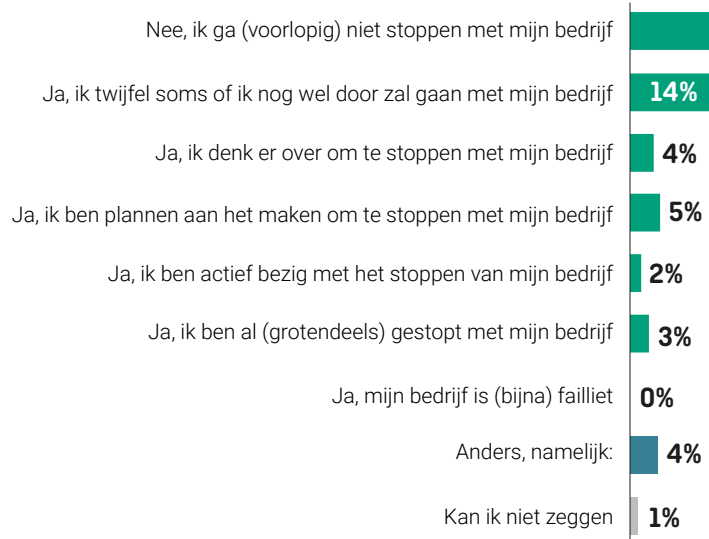 Nee, ik ga (voorlopig) niet stoppen met mijn bedrijf
Ja, ik twijfel soms of ik nog wel door zal gaan met mijn bedrijf 14%
Ja, ik denk er over om te stoppen met mijn bedrijf 4%
Ja, ik ben plannen aan het maken om te stoppen met mijn bedrijf 5%
Ja, ik ben actief bezig met het stoppen van mijn bedrijf 2%
Ja, ik ben al (grotendeels) gestopt met mijn bedrijf 3%
Ja, mijn bedrijf is (bijna) failliet 0%
Anders, namelijk: 4%
Kan ik niet zeggen 1%